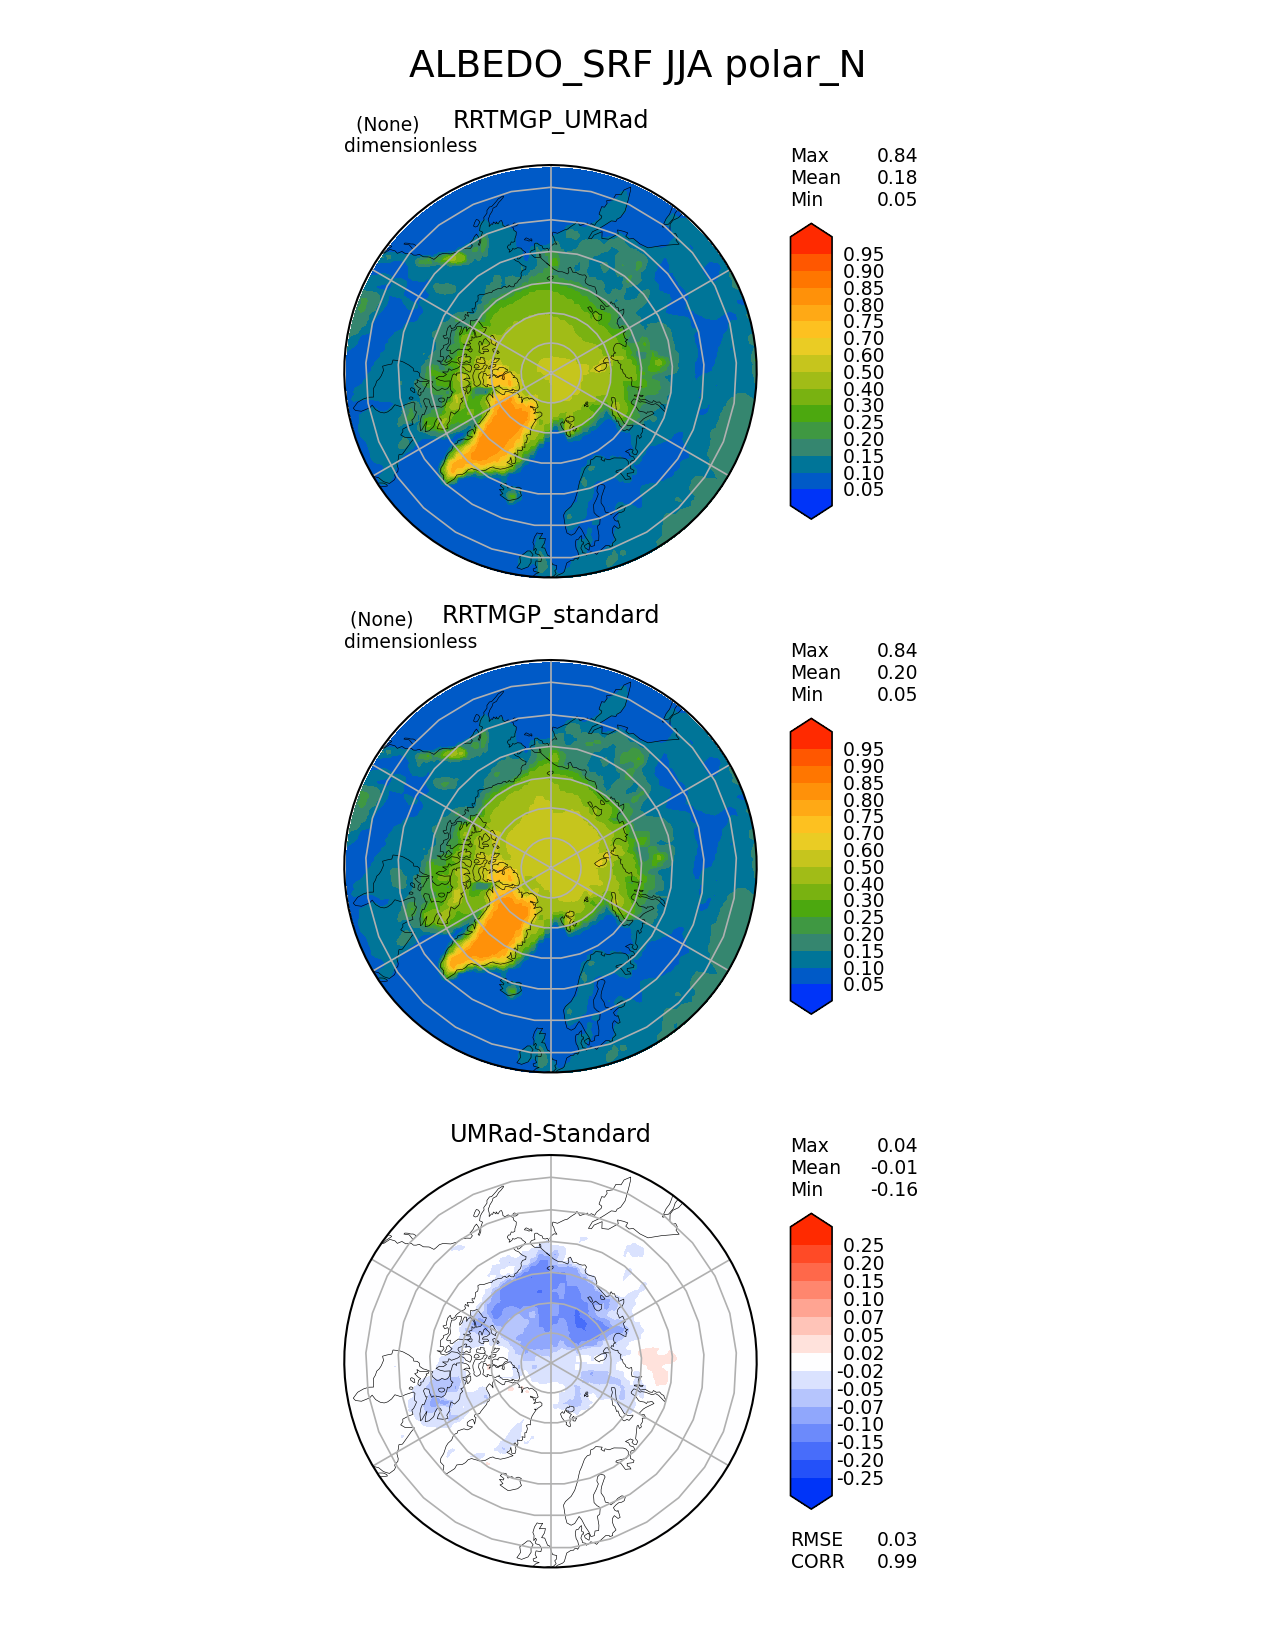 ALBEDO_SRF JJA polar_N
(None) RRTMGP_UMRad
dimensionless
Max 0.84
Mean 0.18
Min 0.05
0.95
0.90
0.85
0.80
0.75
0.70
0.60
0.50
0.40
0.30
0.25
0.20
0.15
0.10
0.05
(None) RRTMGP_standard
dimensionless
Max 0.84
Mean 0.20
Min 0.05
0.95
0.90
0.85
0.80
0.75
0.70
0.60
0.50
0.40
0.30
0.25
0.20
0.15
0.10
0.05
UMRad-Standard
Max 0.04
Mean -0.01
Min -0.16
0.25
0.20
0.15
0.10
0.07
0.05
0.02
-0.02
-0.05
-0.07
-0.10
-0.15
-0.20
-0.25
RMSE 0.03
CORR 0.99